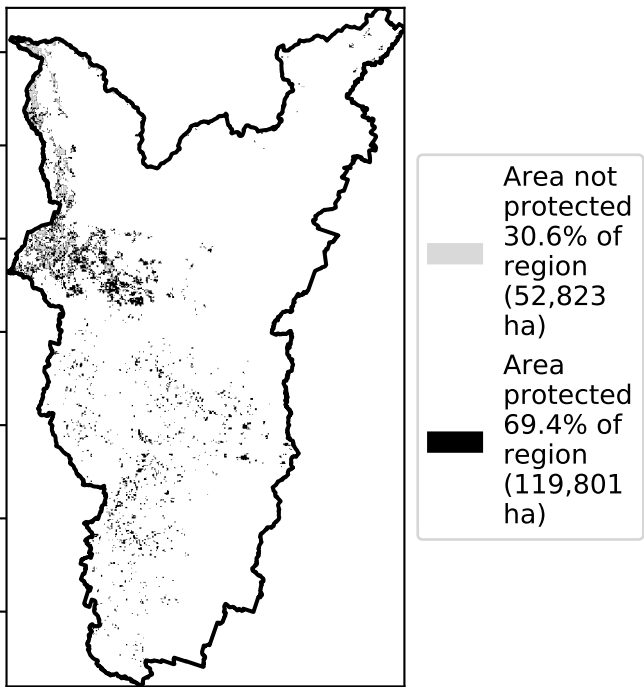 Area not
protected
30.6% of
region
(52,823
ha)
Area
protected
69.4% of
region
(119,801
ha)